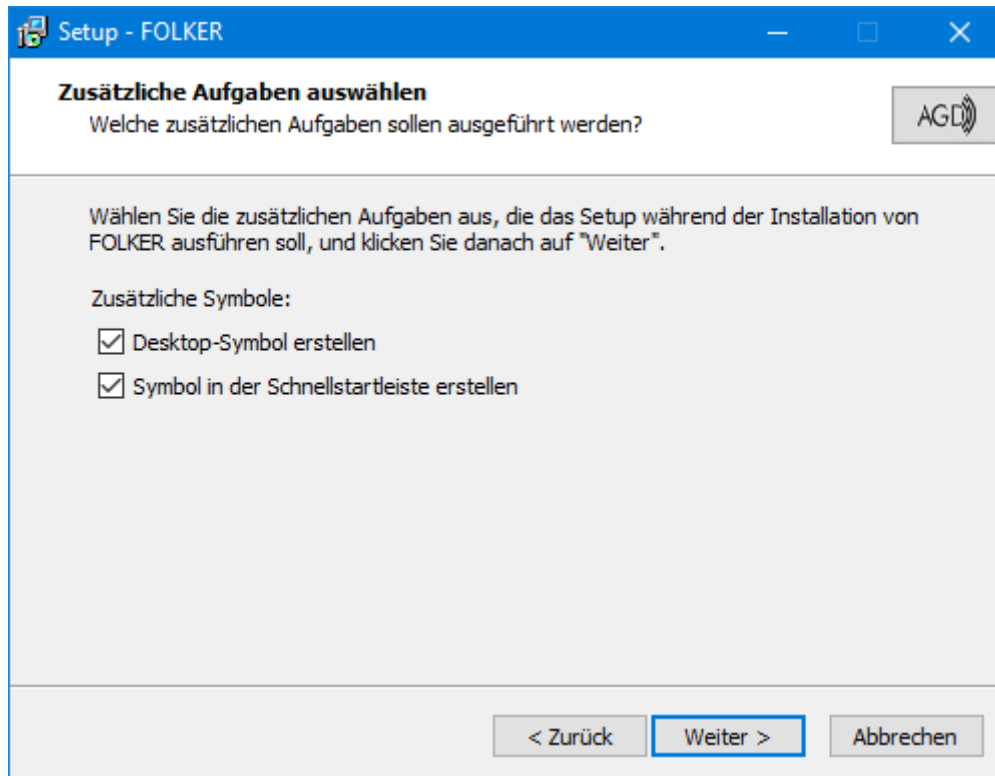 Setup - FOLKER
Zusätzliche Aufgaben auswählen
Welche zusätzlichen Aufgaben sollen ausgeführt werden?
AGD
Wählen Sie die zusätzlichen Aufgaben aus, die das Setup während der Installation von
FOLKER ausführen soll, und klicken Sie danach auf "Weiter".
Zusätzliche Symbole:
Desktop-Symbol erstellen
Symbol in der Schnellstartleiste erstellen
< Zurück
Weiter >
Abbrechen